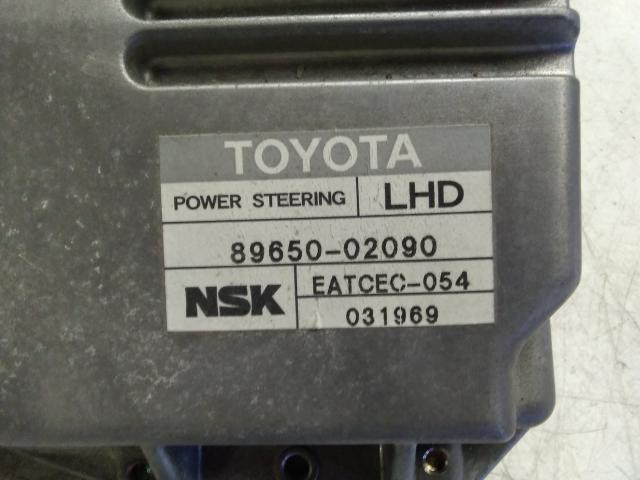 TOYOTA
POWER STEERING LHD
89650-02090
NSK EATCEC-054
031969